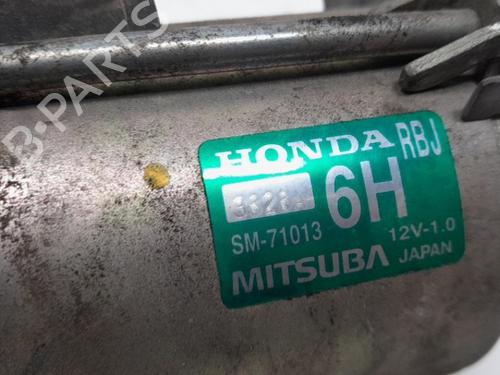 B-PARTS
HONDA RBJ
6H
SM-71013 12V-1.0
MITSUBA JAPAN